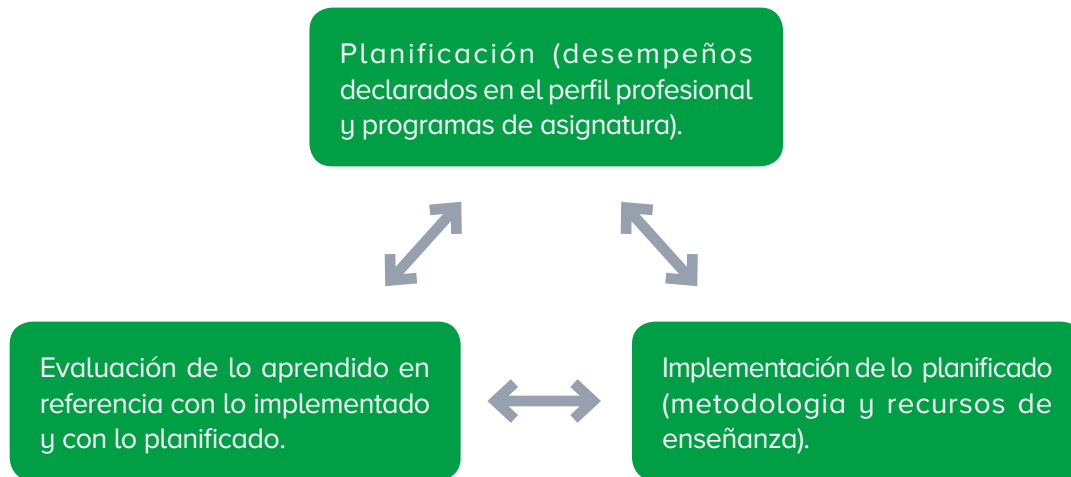 Planificación (desempeños
declarados en el perfil profesional
y programas de asignatura).
Evaluación de lo aprendido en
referencia con lo implementado
y con lo planificado.
Implementación de lo planificado
(metodologia y recursos de
enseñanza).